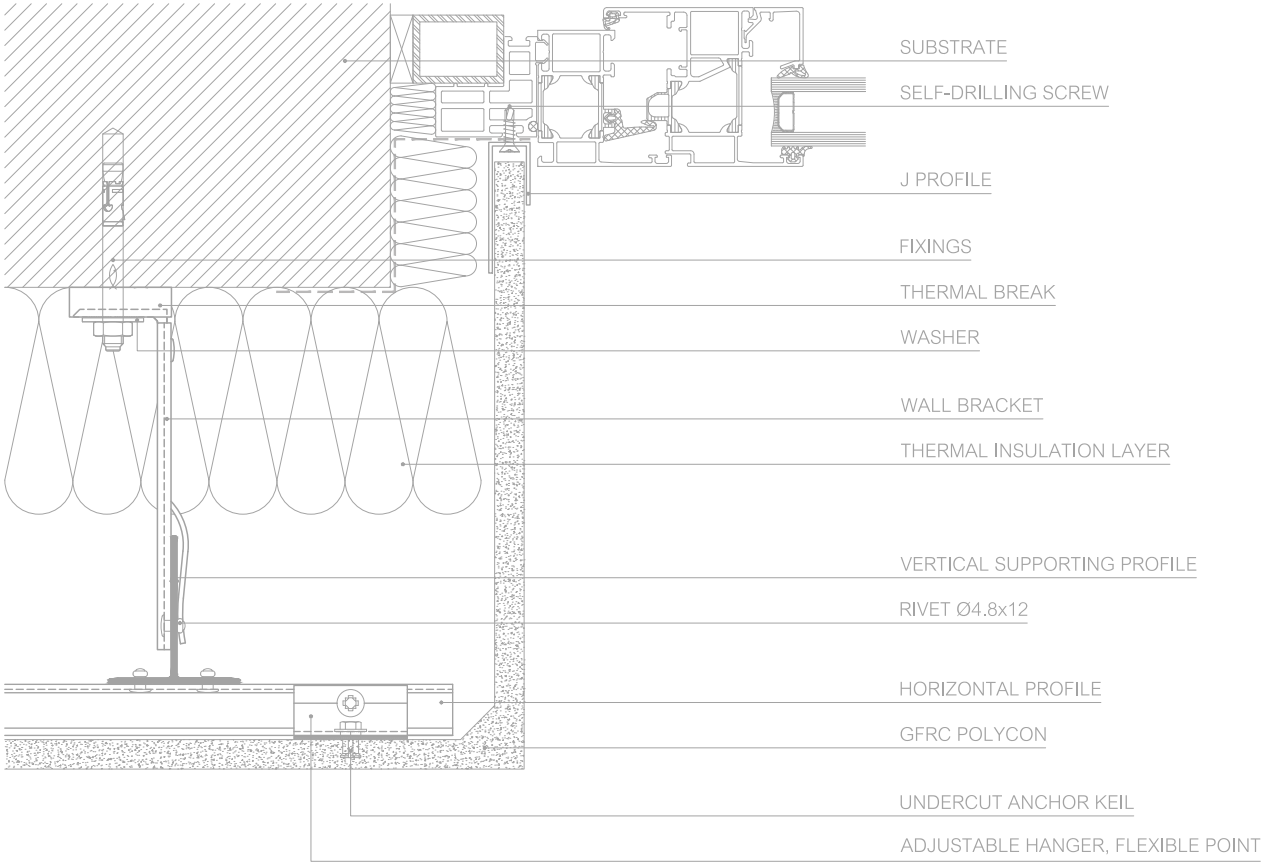 SUBSTRATE
SELF-DRILLING SCREW
J PROFILE
FIXINGS
THERMAL BREAK
WASHER
WALL BRACKET
THERMAL INSULATION LAYER
VERTICAL SUPPORTING PROFILE
RIVET Ø4.8x12
HORIZONTAL PROFILE
GFRC POLYCON
UNDERCUT ANCHOR KEIL
ADJUSTABLE HANGER, FLEXIBLE POINT